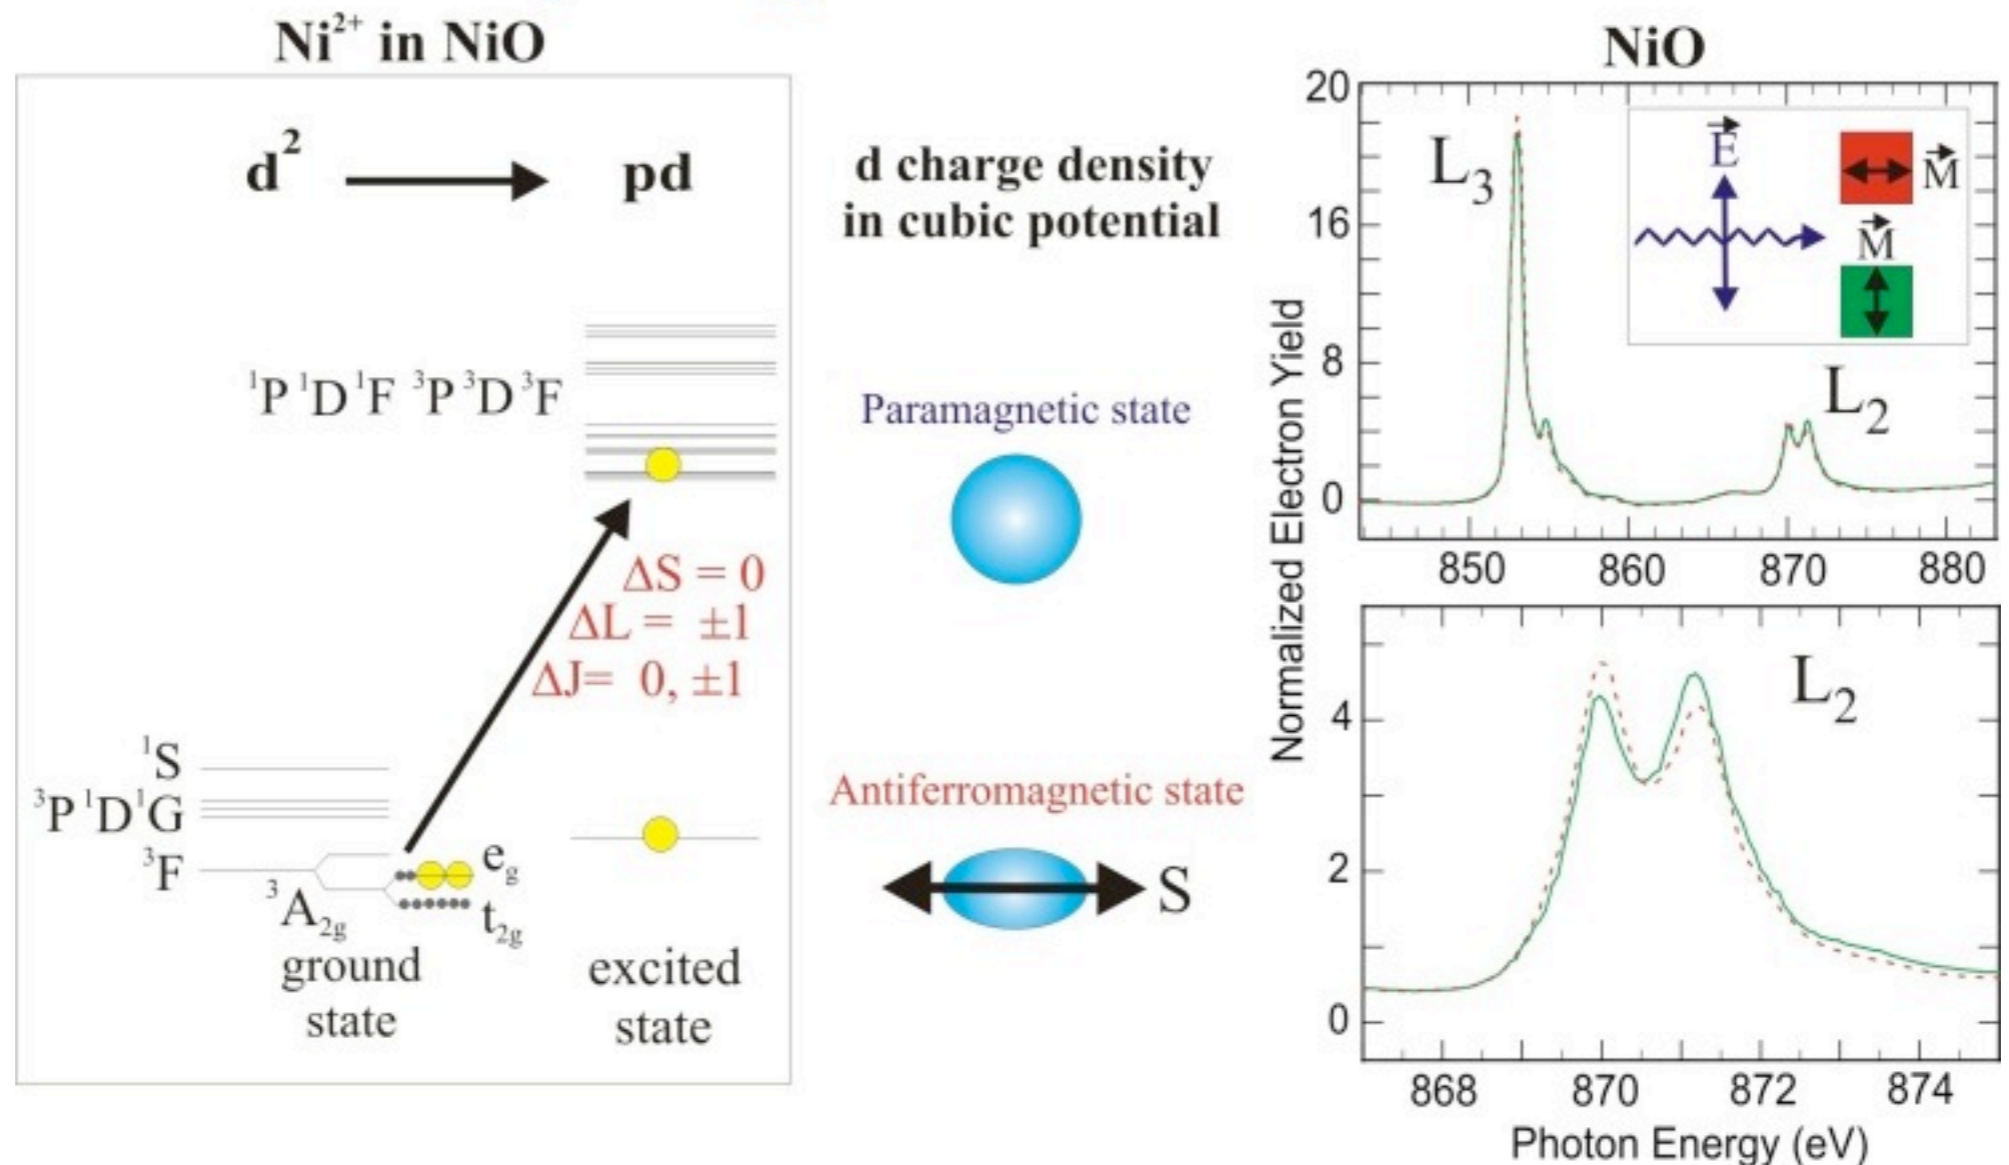 Ni²⁺ in NiO
d² pd
¹P ¹D ¹F ³P ³D ³F
ΔS = 0
ΔL = ±1
ΔJ= 0, ±1
¹S
³P ¹D ¹G
³F
³A₂g
e_g
t₂g
ground
state
excited
state
d charge density
in cubic potential
Paramagnetic state
Antiferromagnetic state
S
NiO
Normalized Electron Yield
20
16
8
0
L₃
E
M
M
L₂
850 860 870 880
4
2
0
L₂
868 870 872 874
Photon Energy (eV)